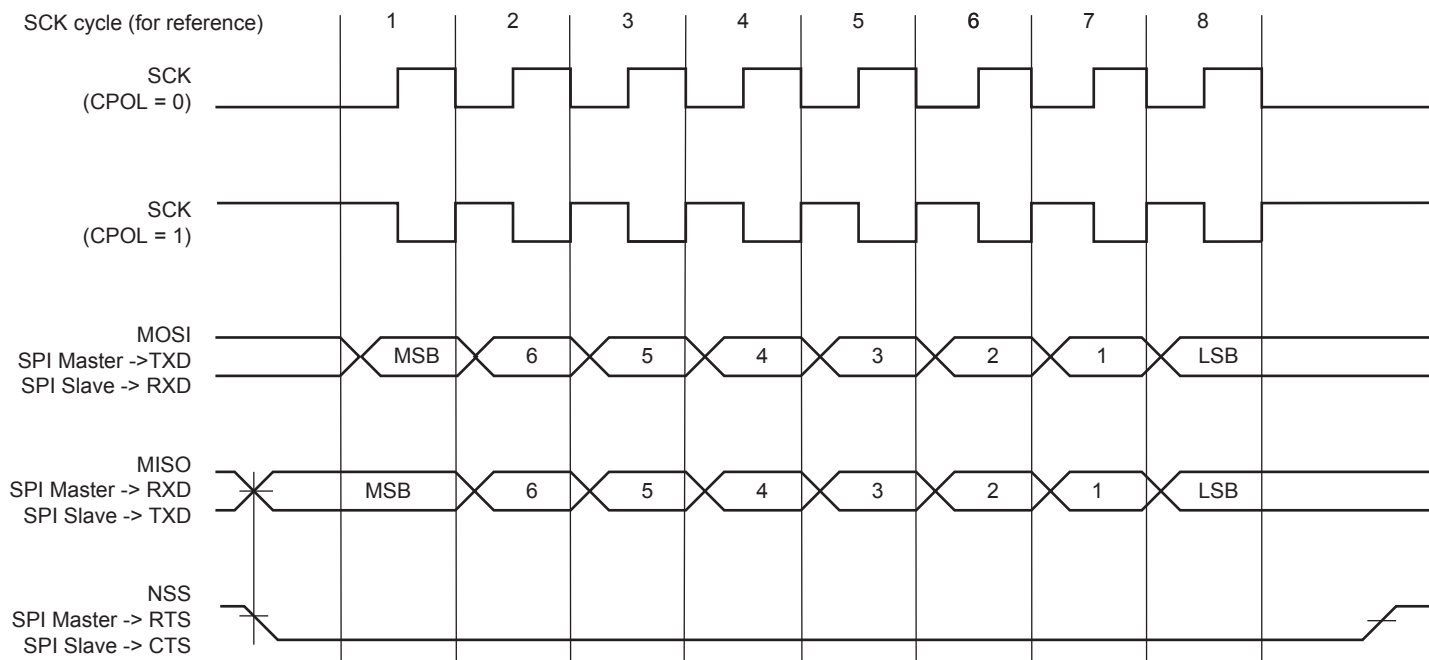 SCK cycle (for reference) 1 2 3 4 5 6 7 8
SCK
(CPOL = 0)
SCK
(CPOL = 1)
MOSI
SPI Master ->TXD
SPI Slave -> RXD
MSB 6 5 4 3 2 1 LSB
MISO
SPI Master -> RXD
SPI Slave -> TXD
MSB 6 5 4 3 2 1 LSB
NSS
SPI Master -> RTS
SPI Slave -> CTS